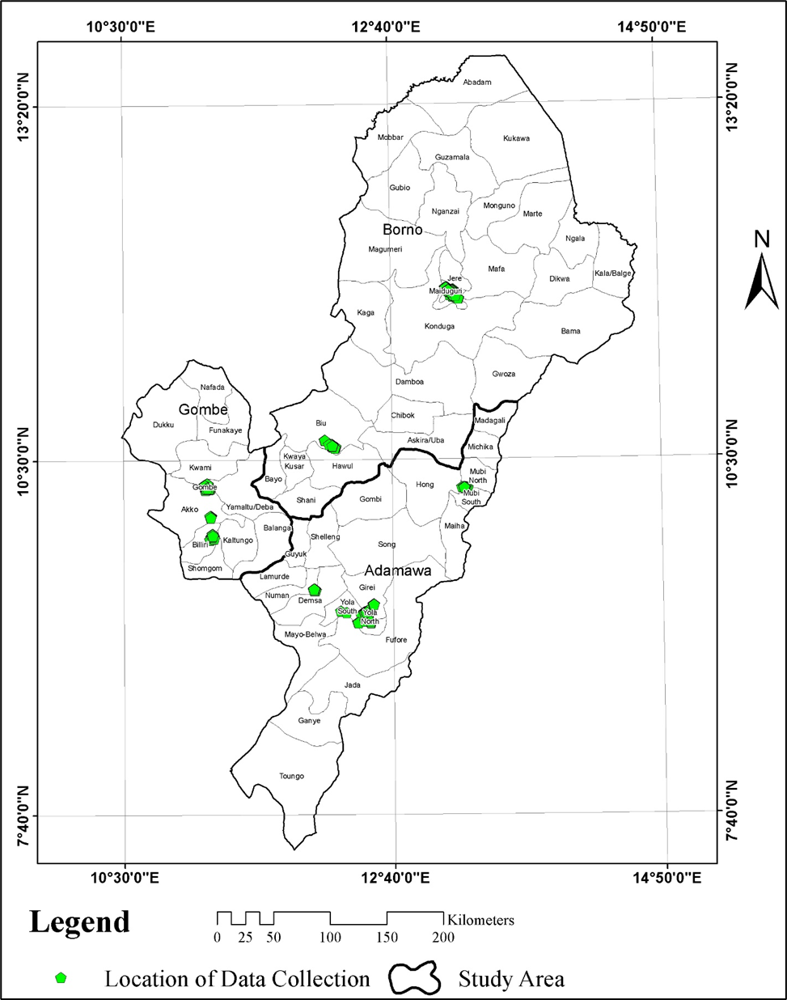 10°30'0"E 12°40'0"E 14°50'0"E
13°20'0"N 13°20'0"N
Abadam
Mobbar
Kukawa
Guzamala
Gubio
Nganzai
Monguno
Marte
Borno
Ngala
Magumeri
Mafa
Jere
Dikwa
Kala/Balge
Maiduguri
Kaga
Konduga
Bama
N
Gwoza
Damboa
Nafada
Gombe
Chibok
Dukku
Funakaye
Biu
Askira/Uba
Madagali
Michika
10°30'0"N 10°30'0"N
Kwaya
Kusar
Hawul
Kwami
Bayo
Mubi
North
Hong
Gombe
Mubi
South
Shani
Gombi
Akko
Yamaltu/Deba
Balanga
Maiha
Shelleng
Billiri
Kaltungo
Song
Guyuk
Shomgom
Adamawa
Lamurde
Girei
Numan
Demsa
Yola
South
Yola
North
Mayo-Belwa
Fufore
Jada
Ganye
Toungo
7°40'0"N 7°40'0"N
10°30'0"E 12°40'0"E 14°50'0"E
Legend
Kilometers
0 25 50 100 150 200
Location of Data Collection
Study Area